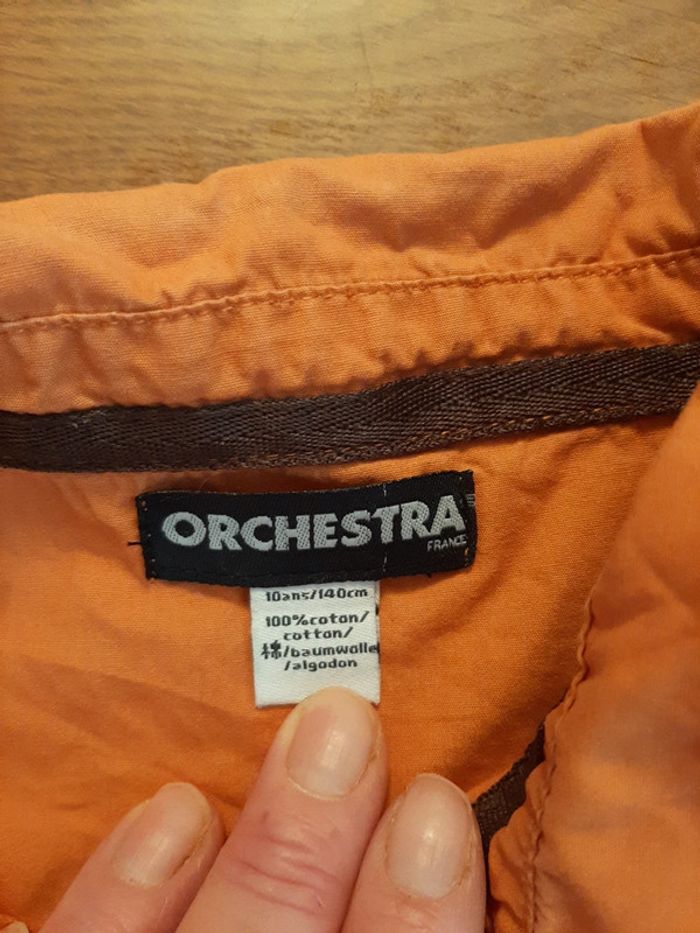 ORCHESTRA
FRANCE
10ans/140cm
100%coton/
cotton/
棉/baumwolle
/algodon